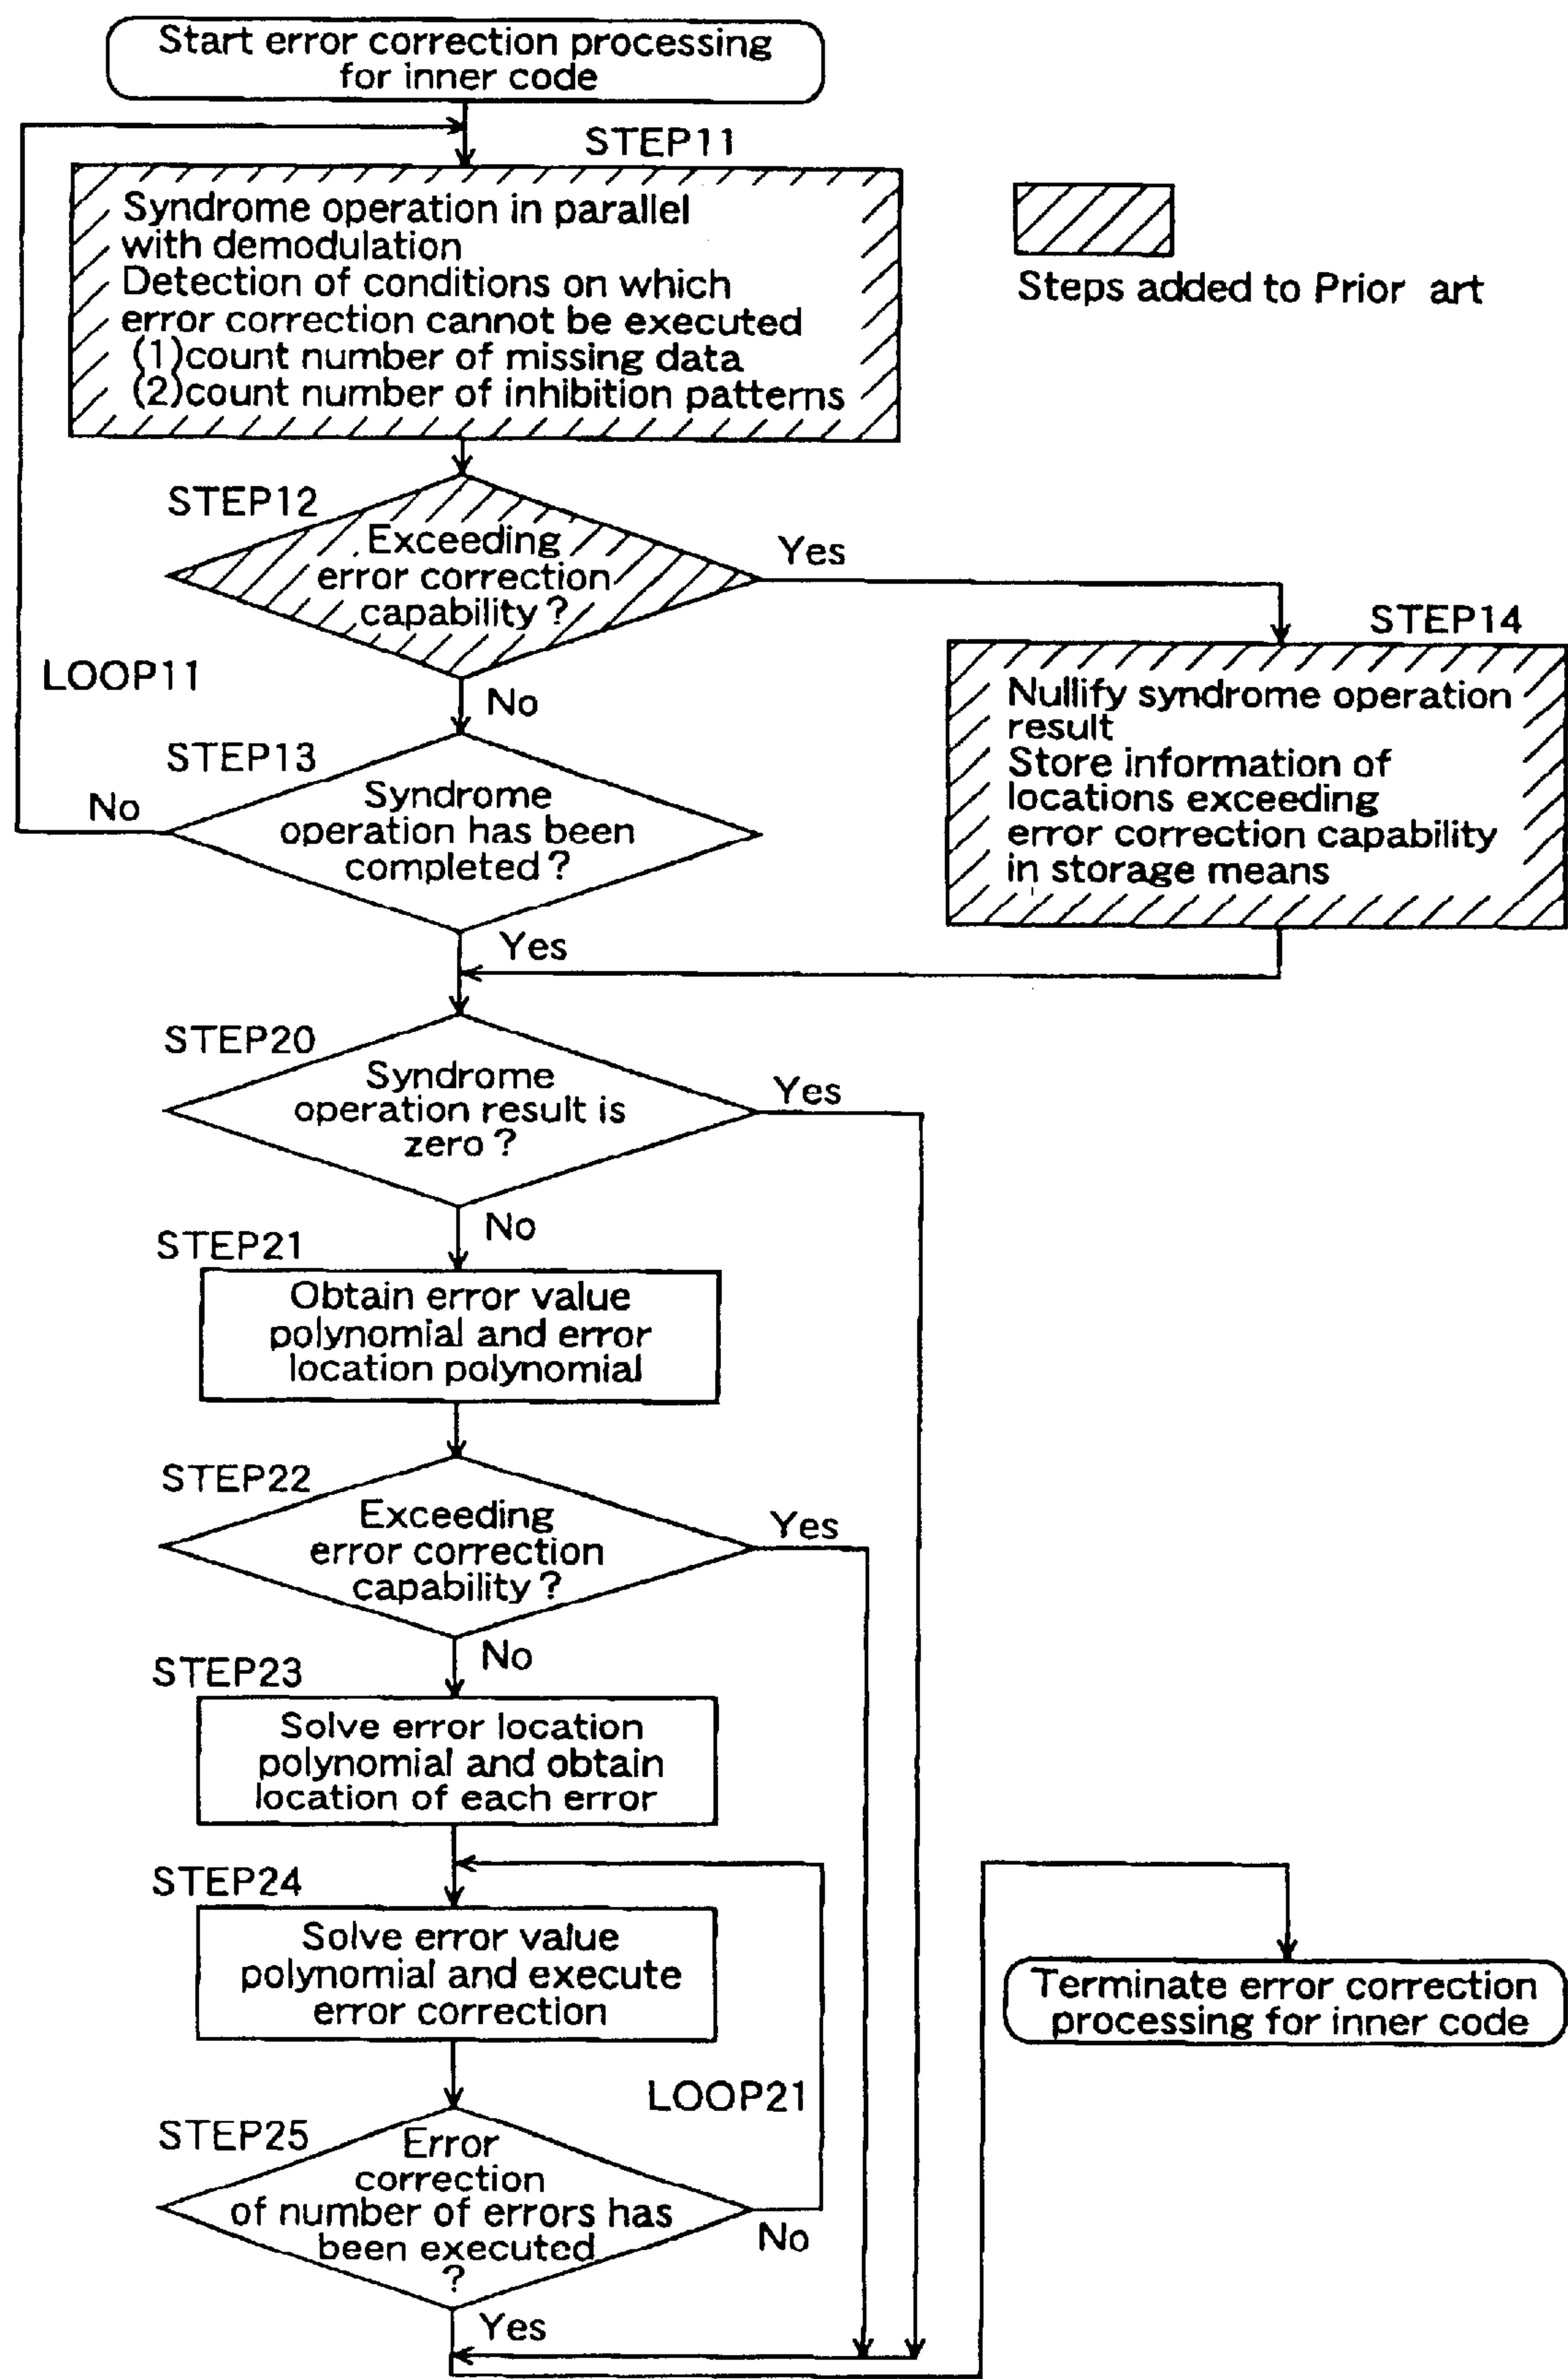 Start error correction processing
for inner code
STEP11
Syndrome operation in parallel
with demodulation
Detection of conditions on which
error correction cannot be executed
(1)count number of missing data
(2)count number of inhibition patterns
Steps added to Prior art
STEP12
Exceeding
error correction
capability?
Yes
No
STEP14
Nullify syndrome operation
result
Store information of
locations exceeding
error correction capability
in storage means
LOOP11
STEP13
Syndrome
operation has been
completed?
No
Yes
STEP20
Syndrome
operation result is
zero?
Yes
No
STEP21
Obtain error value
polynomial and error
location polynomial
STEP22
Exceeding
error correction
capability?
Yes
No
STEP23
Solve error location
polynomial and obtain
location of each error
STEP24
Solve error value
polynomial and execute
error correction
LOOP21
STEP25
Error
correction
of number of errors has
been executed
?
No
Yes
Terminate error correction
processing for inner code